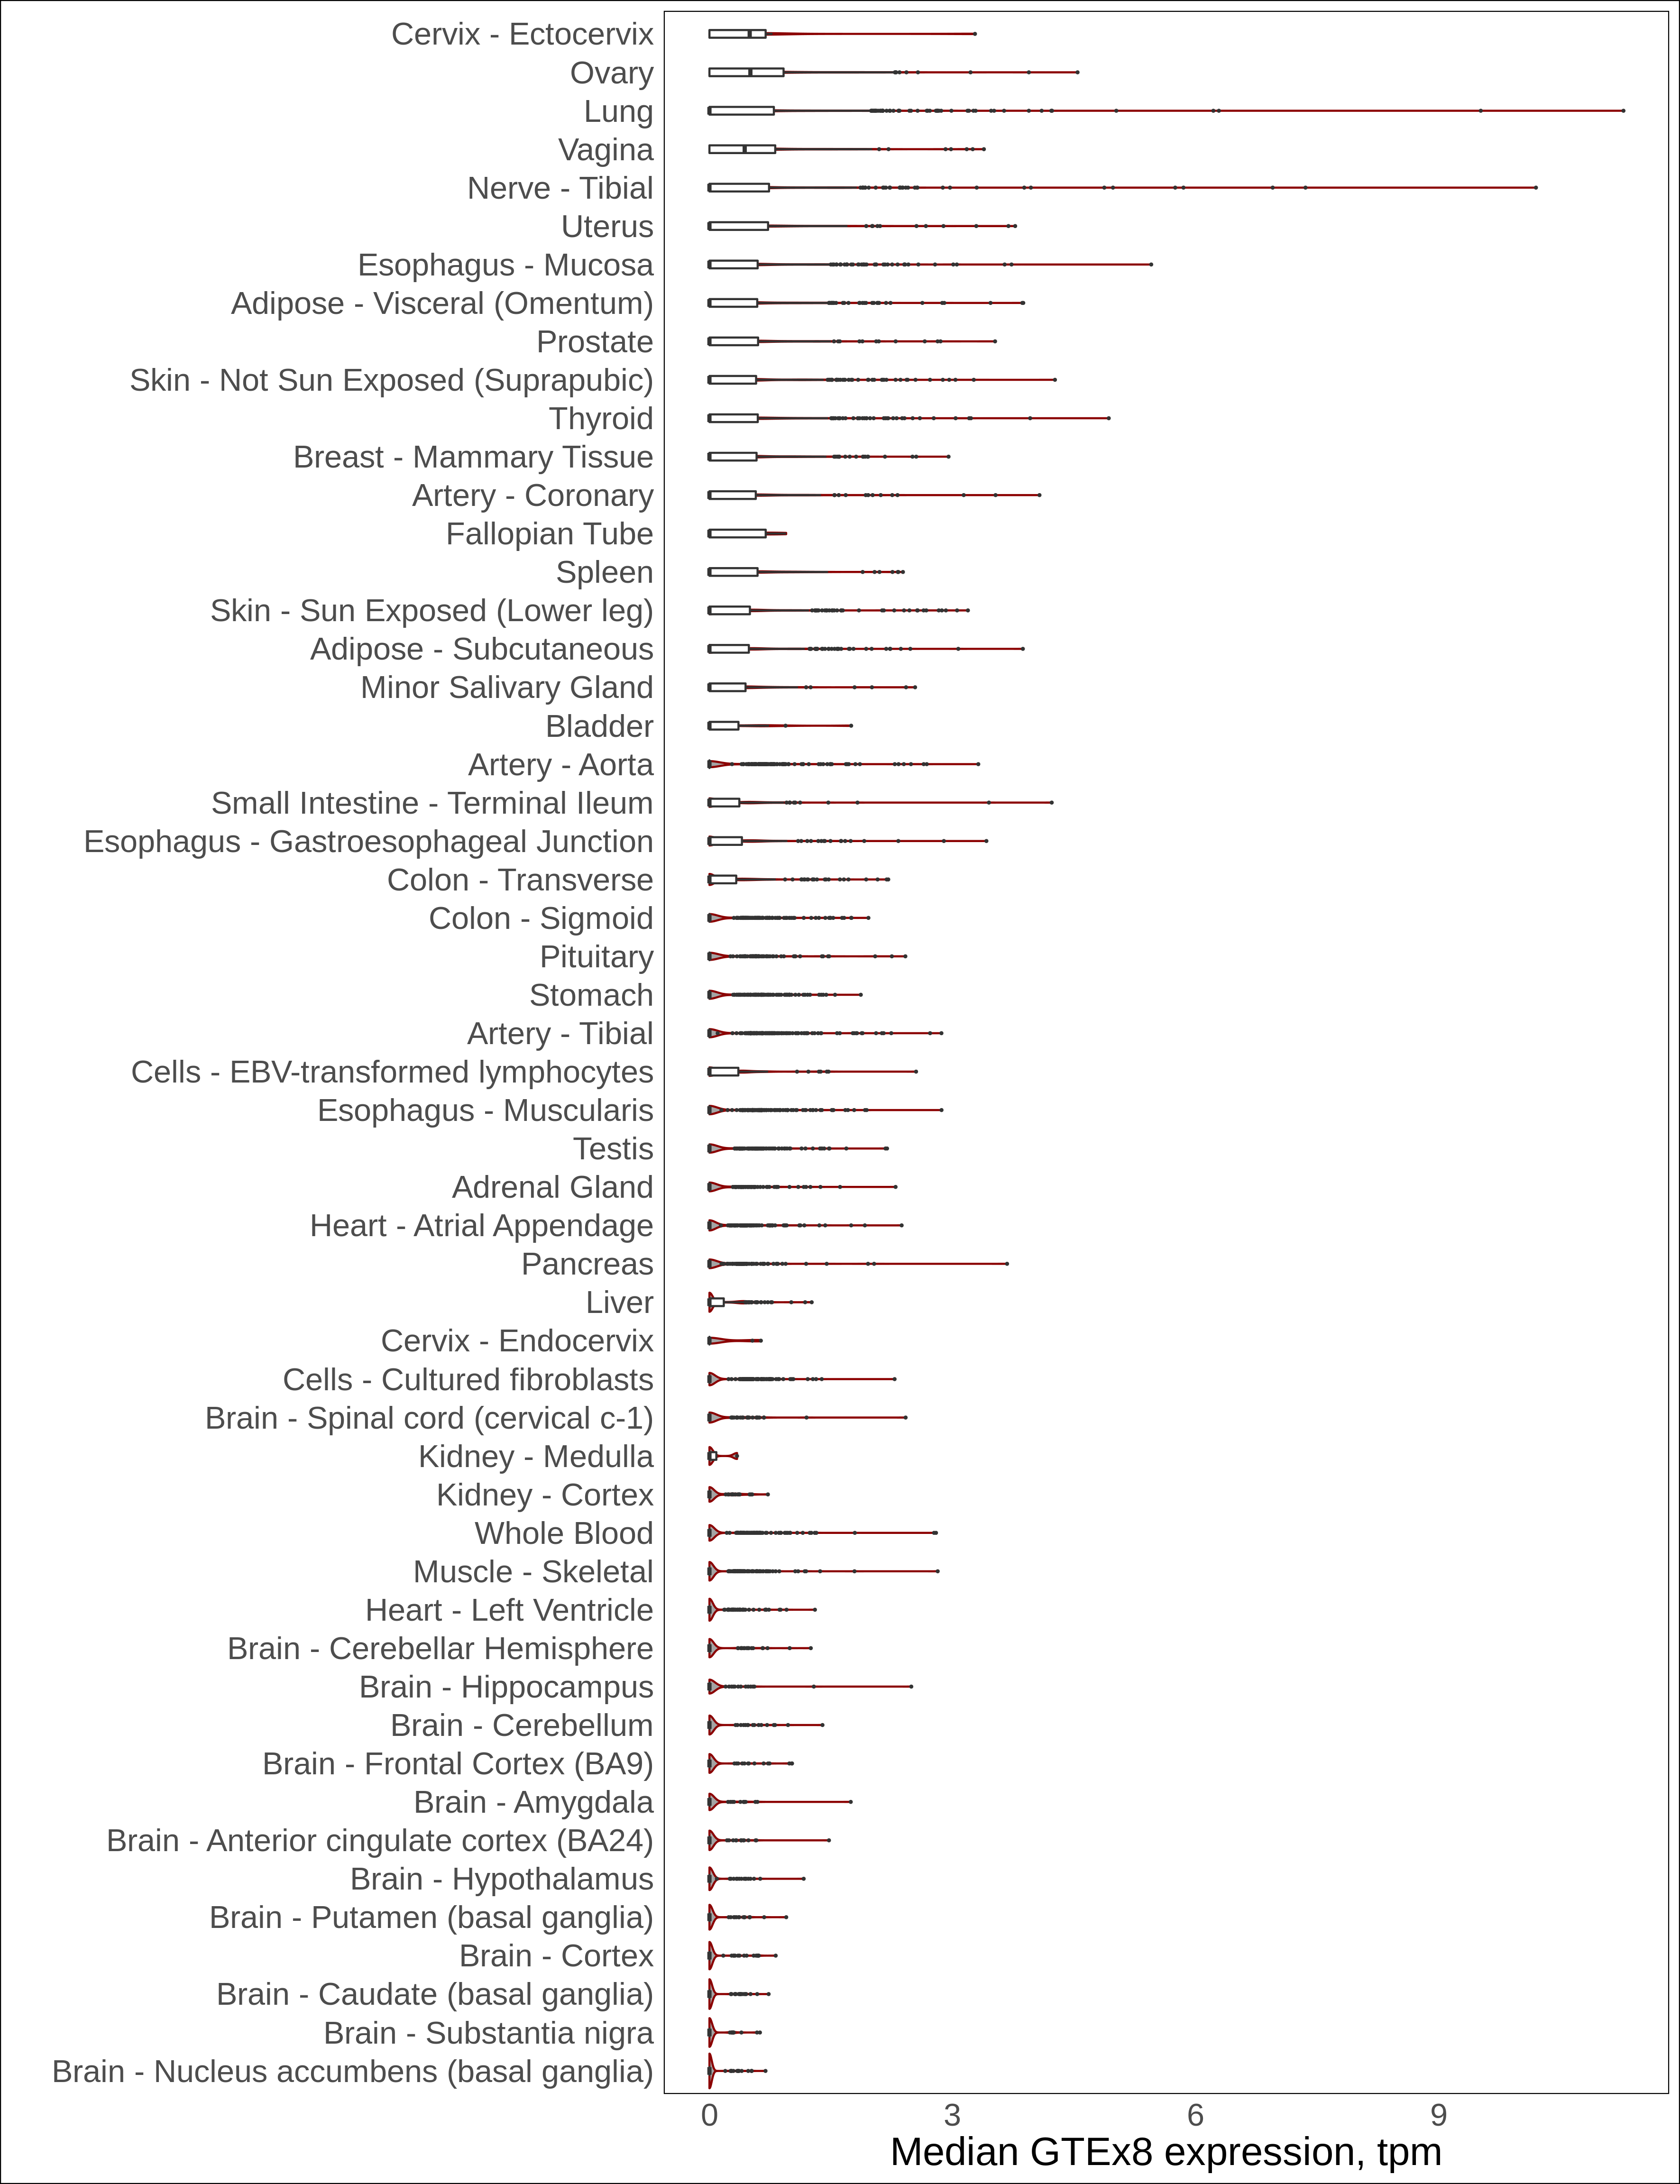 Cervix - Ectocervix
Ovary
Lung
Vagina
Nerve - Tibial
Uterus
Esophagus - Mucosa
Adipose - Visceral (Omentum)
Prostate
Skin - Not Sun Exposed (Suprapubic)
Thyroid
Breast - Mammary Tissue
Artery - Coronary
Fallopian Tube
Spleen
Skin - Sun Exposed (Lower leg)
Adipose - Subcutaneous
Minor Salivary Gland
Bladder
Artery - Aorta
Small Intestine - Terminal Ileum
Esophagus - Gastroesophageal Junction
Colon - Transverse
Colon - Sigmoid
Pituitary
Stomach
Artery - Tibial
Cells - EBV-transformed lymphocytes
Esophagus - Muscularis
Testis
Adrenal Gland
Heart - Atrial Appendage
Pancreas
Liver
Cervix - Endocervix
Cells - Cultured fibroblasts
Brain - Spinal cord (cervical c-1)
Kidney - Medulla
Kidney - Cortex
Whole Blood
Muscle - Skeletal
Heart - Left Ventricle
Brain - Cerebellar Hemisphere
Brain - Hippocampus
Brain - Cerebellum
Brain - Frontal Cortex (BA9)
Brain - Amygdala
Brain - Anterior cingulate cortex (BA24)
Brain - Hypothalamus
Brain - Putamen (basal ganglia)
Brain - Cortex
Brain - Caudate (basal ganglia)
Brain - Substantia nigra
Brain - Nucleus accumbens (basal ganglia)
0 3 6 9
Median GTEx8 expression, tpm